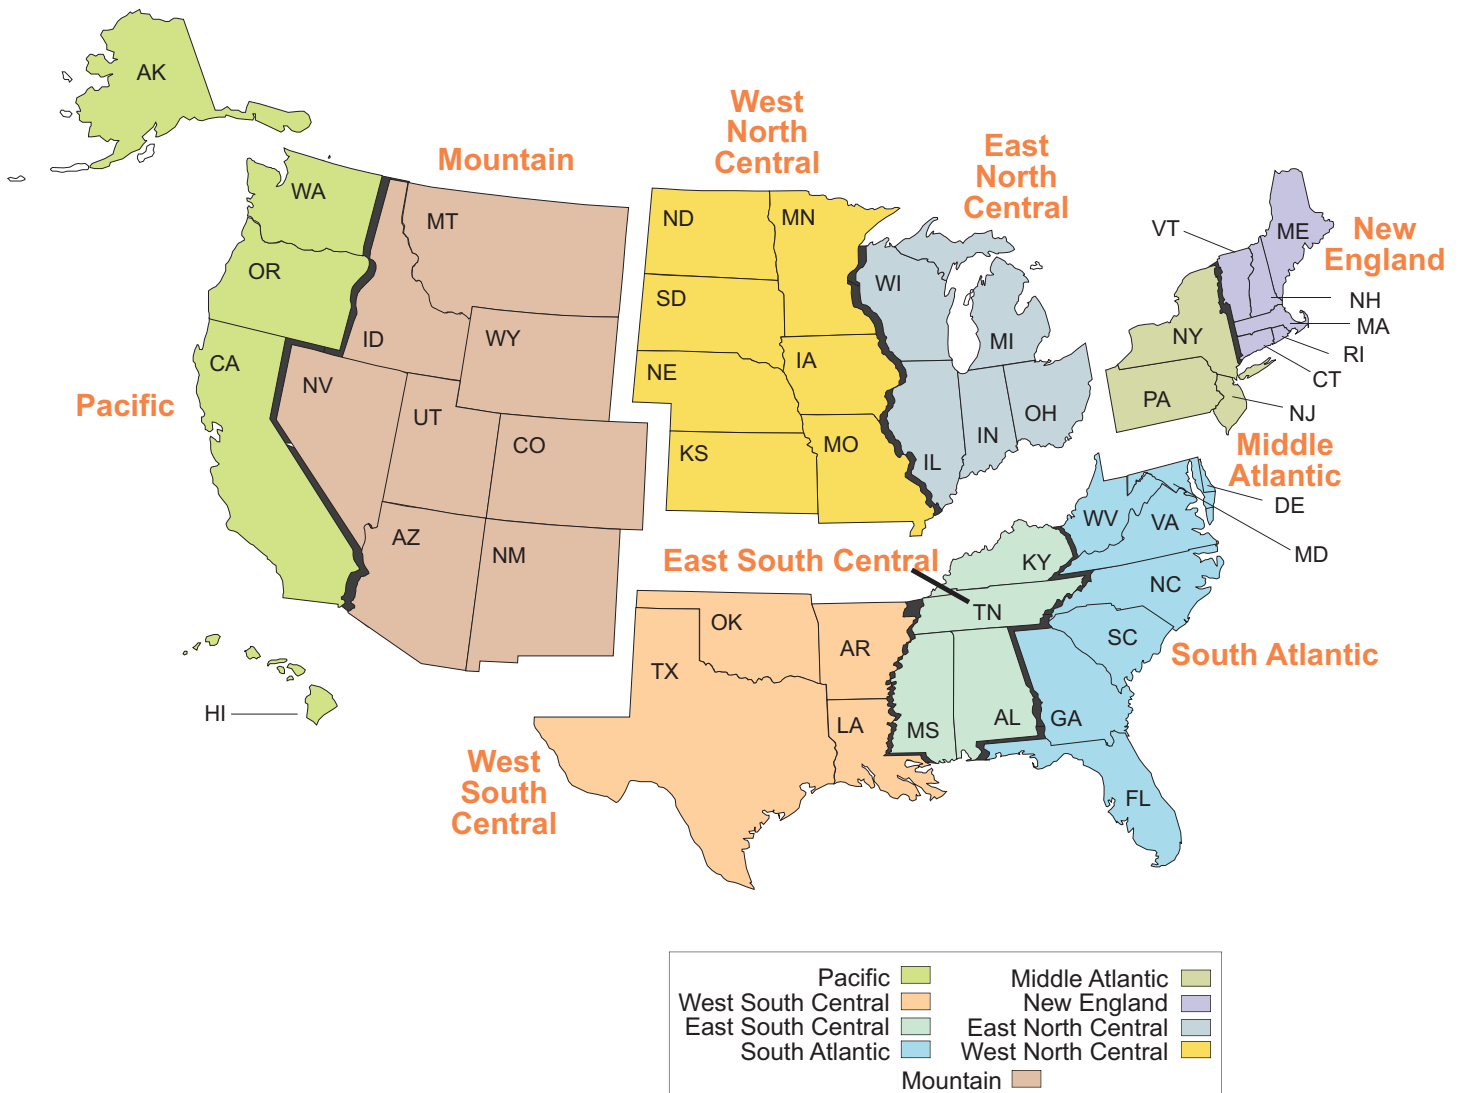 AK
West
North
Central
East
North
Central
Mountain
WA
MT
ND
MN
VT
ME
New
England
OR
WI
SD
NH
MA
ID
WY
MI
NY
RI
CA
NV
NE
IA
CT
Pacific
UT
PA
NJ
CO
KS
MO
IL
IN
OH
Middle
Atlantic
DE
AZ
NM
WV
VA
MD
East South Central
KY
NC
TN
OK
AR
SC
South Atlantic
TX
HI
LA
MS
AL
GA
West
South
Central
FL
Pacific
West South Central
East South Central
South Atlantic
Middle Atlantic
New England
East North Central
West North Central
Mountain